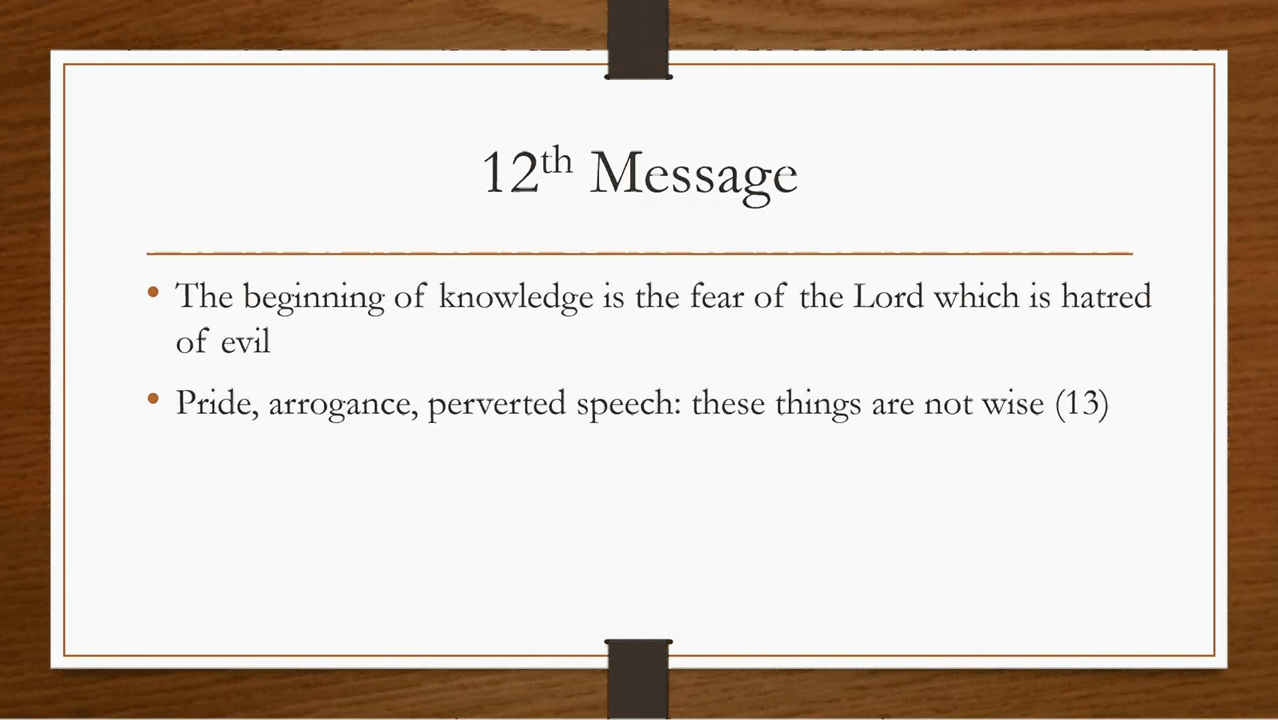 12th Message
The beginning of knowledge is the fear of the Lord which is hatred
of evil
Pride, arrogance, perverted speech: these things are not wise (13)